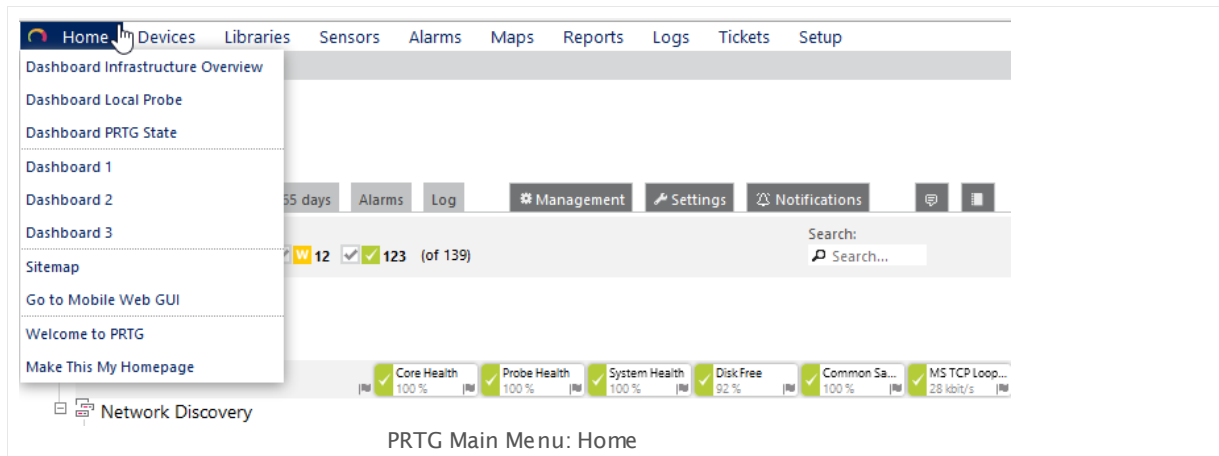 Home Devices Libraries Sensors Alarms Maps Reports Logs Tickets Setup
Dashboard Infrastructure Overview
Dashboard Local Probe
Dashboard PRTG State
Dashboard 1
Dashboard 2
Dashboard 3
Sitemap
Go to Mobile Web GUI
Welcome to PRTG
Make This My Homepage
days Alarms Log Management Settings Notifications
Search:
W 12 123 (of 139) Search...
Core Health Probe Health System Health Disk Free Common Sa... MS TCP Loop...
100 % 100 % 100 % 92 % 100 % 28 kbit/s
Network Discovery
PRTG Main Menu: Home